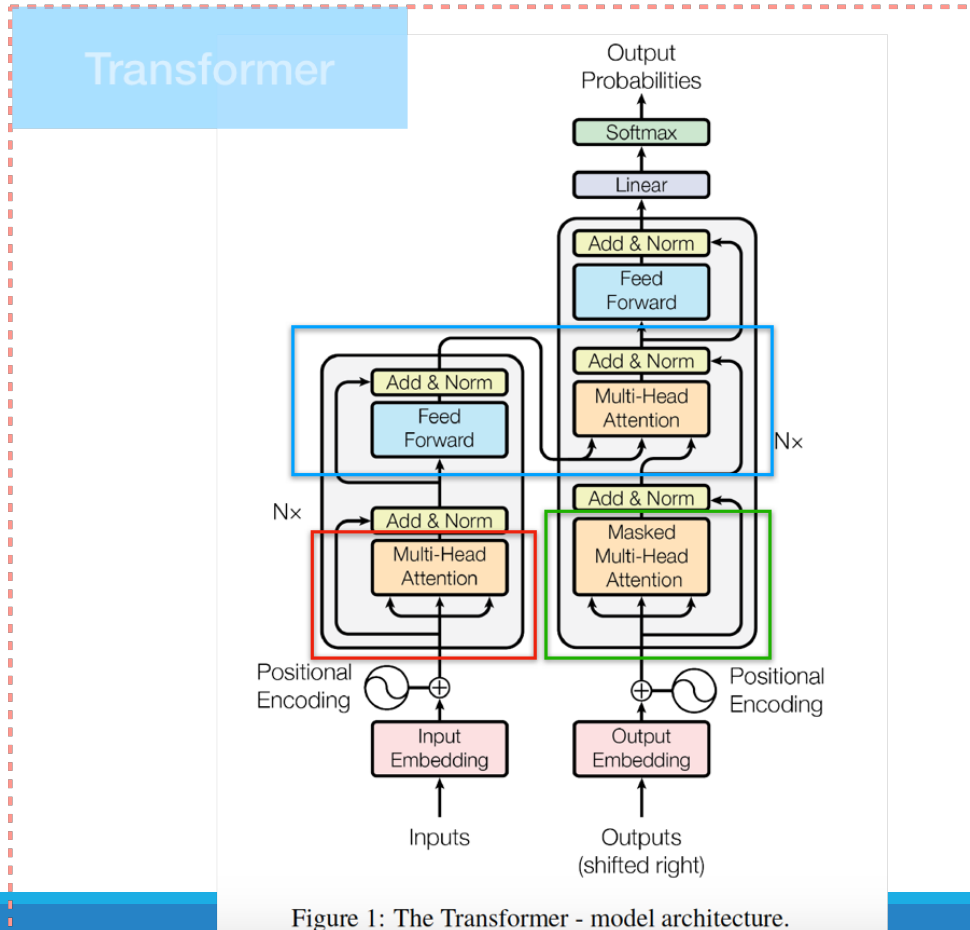 Transformer
Output
Probabilities
Softmax
Linear
Add & Norm
Feed
Forward
Add & Norm
Multi-Head
Attention
Nx
Add & Norm
Masked
Multi-Head
Attention
Add & Norm
Feed
Forward
Nx
Add & Norm
Multi-Head
Attention
Positional
Encoding
Positional
Encoding
Input
Embedding
Output
Embedding
Inputs
Outputs
(shifted right)
Figure 1: The Transformer - model architecture.